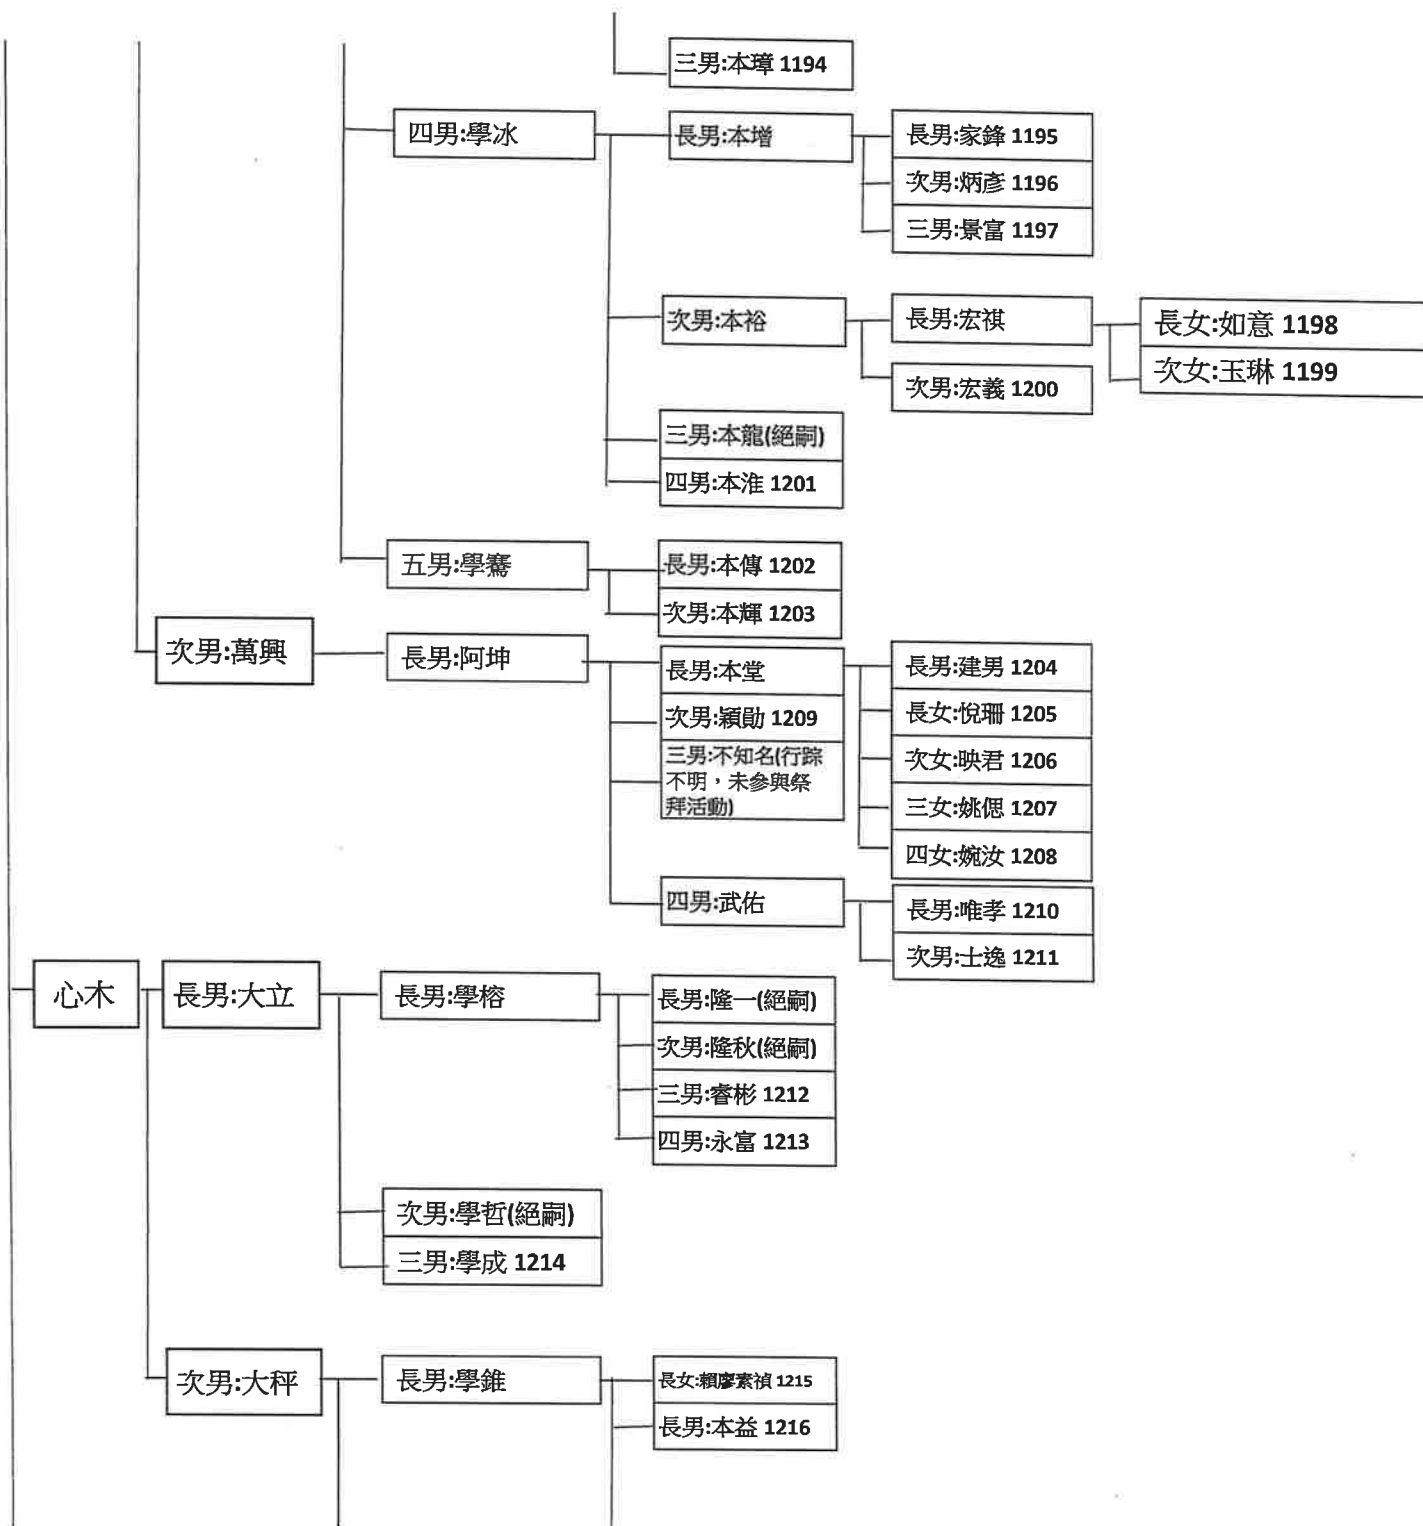 三男:本璋 1194
四男:學冰
長男:本增
長男:家鋒 1195
次男:炳彥 1196
三男:景富 1197
次男:本裕
長男:宏祺
長女:如意 1198
次女:玉琳 1199
次男:宏義 1200
三男:本龍(絕嗣)
四男:本淮 1201
五男:學騫
長男:本傳 1202
次男:本輝 1203
次男:萬興
長男:阿坤
長男:本堂
長男:建男 1204
長女:悅珊 1205
次女:映君 1206
三女:姚偲 1207
四女:婉汝 1208
次男:穎勛 1209
三男:不知名(行踪
不明，未參與祭
拜活動)
四男:武佑
長男:唯孝 1210
次男:士逸 1211
心木
長男:大立
長男:學榕
長男:隆一(絕嗣)
次男:隆秋(絕嗣)
三男:睿彬 1212
四男:永富 1213
次男:學哲(絕嗣)
三男:學成 1214
次男:大秤
長男:學錐
長女:賴廖素禎 1215
長男:本益 1216